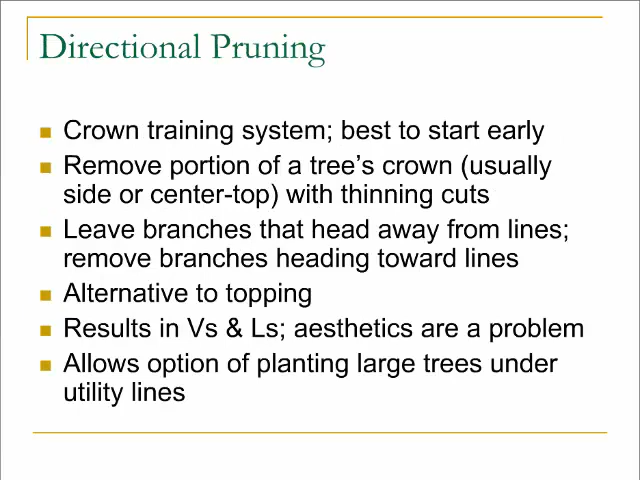 Directional Pruning
Crown training system; best to start early
Remove portion of a tree's crown (usually
side or center-top) with thinning cuts
Leave branches that head away from lines;
remove branches heading toward lines
Alternative to topping
Results in Vs & Ls; aesthetics are a problem
Allows option of planting large trees under
utility lines